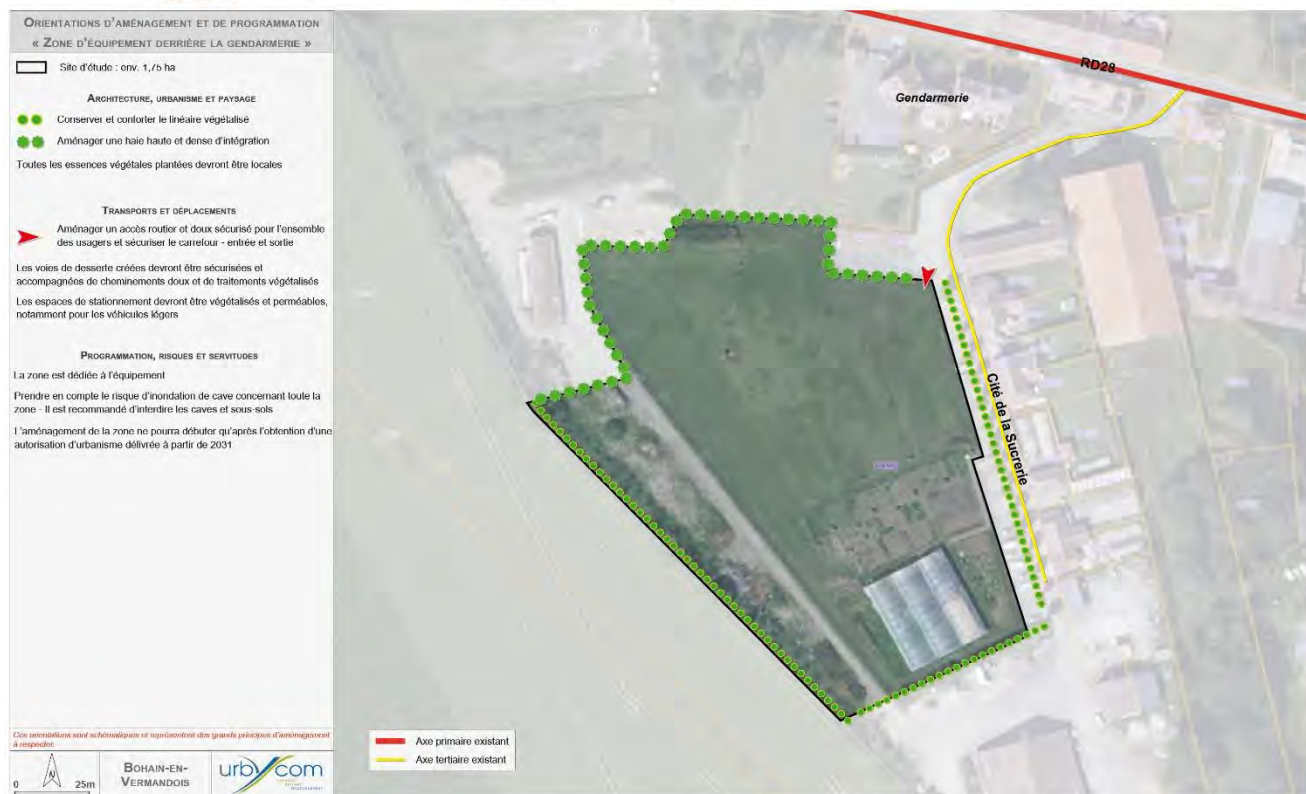 ORIENTATIONS D'AMÉNAGEMENT ET DE PROGRAMMATION
« ZONE D'ÉQUIPEMENT DERRIÈRE LA GENDARMERIE »
Site d'étude : env. 1,75 ha
ARCHITECTURE, URBANISME ET PAYSAGE
Conserver et conforter le linéaire végétalisé
Aménager une haie haute et dense d'intégration
Toutes les essences végétales plantées devront être locales
TRANSPORTS ET DÉPLACEMENTS
Aménager un accès routier et doux sécurisé pour l'ensemble
des usagers et sécuriser le carrefour - entrée et sortie
Les voies de desserte créées devront être sécurisées et
accompagnées de cheminements doux et de traitements végétalisés
Les espaces de stationnement devront être végétalisés et perméables,
notamment pour les véhicules légers
PROGRAMMATION, RISQUES ET SERVITUDES
La zone est dédiée à l'équipement
Prendre en compte le risque d'inondation de cave concernant toute la
zone - Il est recommandé d'interdire les caves et sous-sols
L'aménagement de la zone ne pourra débuter qu'après l'obtention d'une
autorisation d'urbanisme délivrée à partir de 2031
Ces orientations sont schématiques et représentent des grands principes d'aménagement
à respecter.
0 N 25m
BOHAIN-EN-
VERMANDOIS
urbycom
RD28
Gendarmerie
Cité de la Sucrerie
Axe primaire existant
Axe tertiaire existant